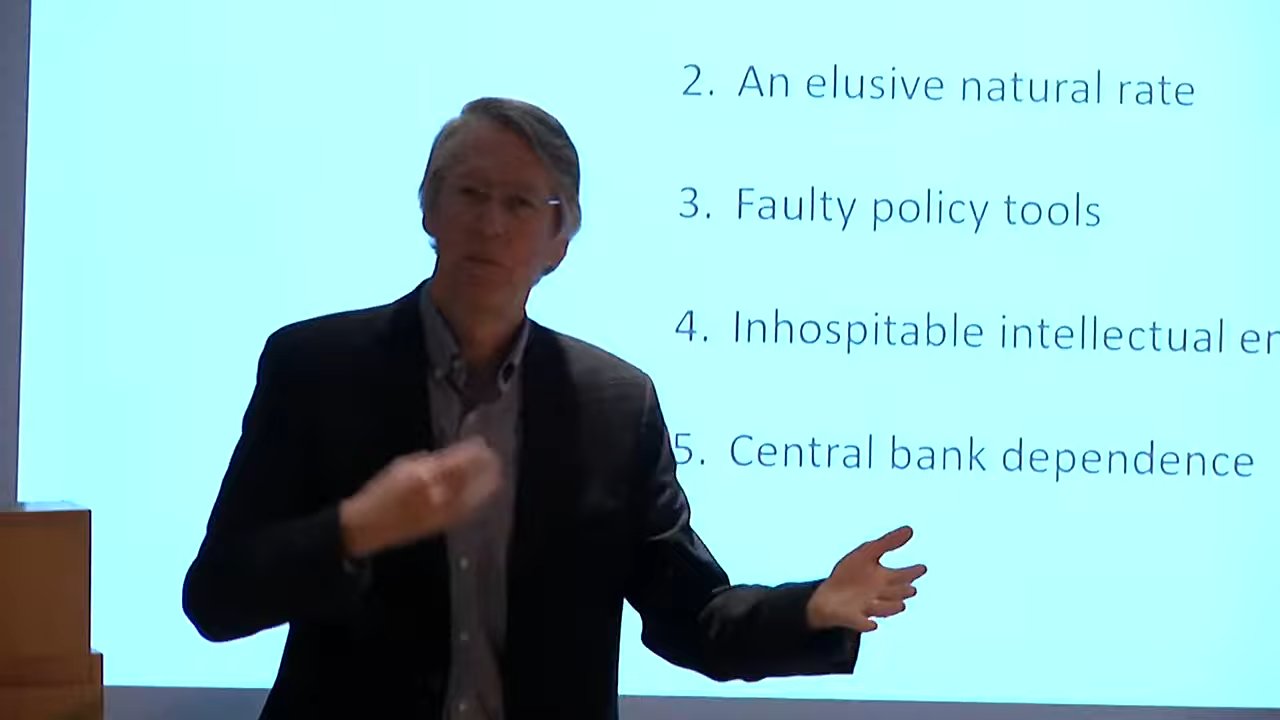 2. An elusive natural rate
3. Faulty policy tools
4. Inhospitable intellectual
5. Central bank dependence